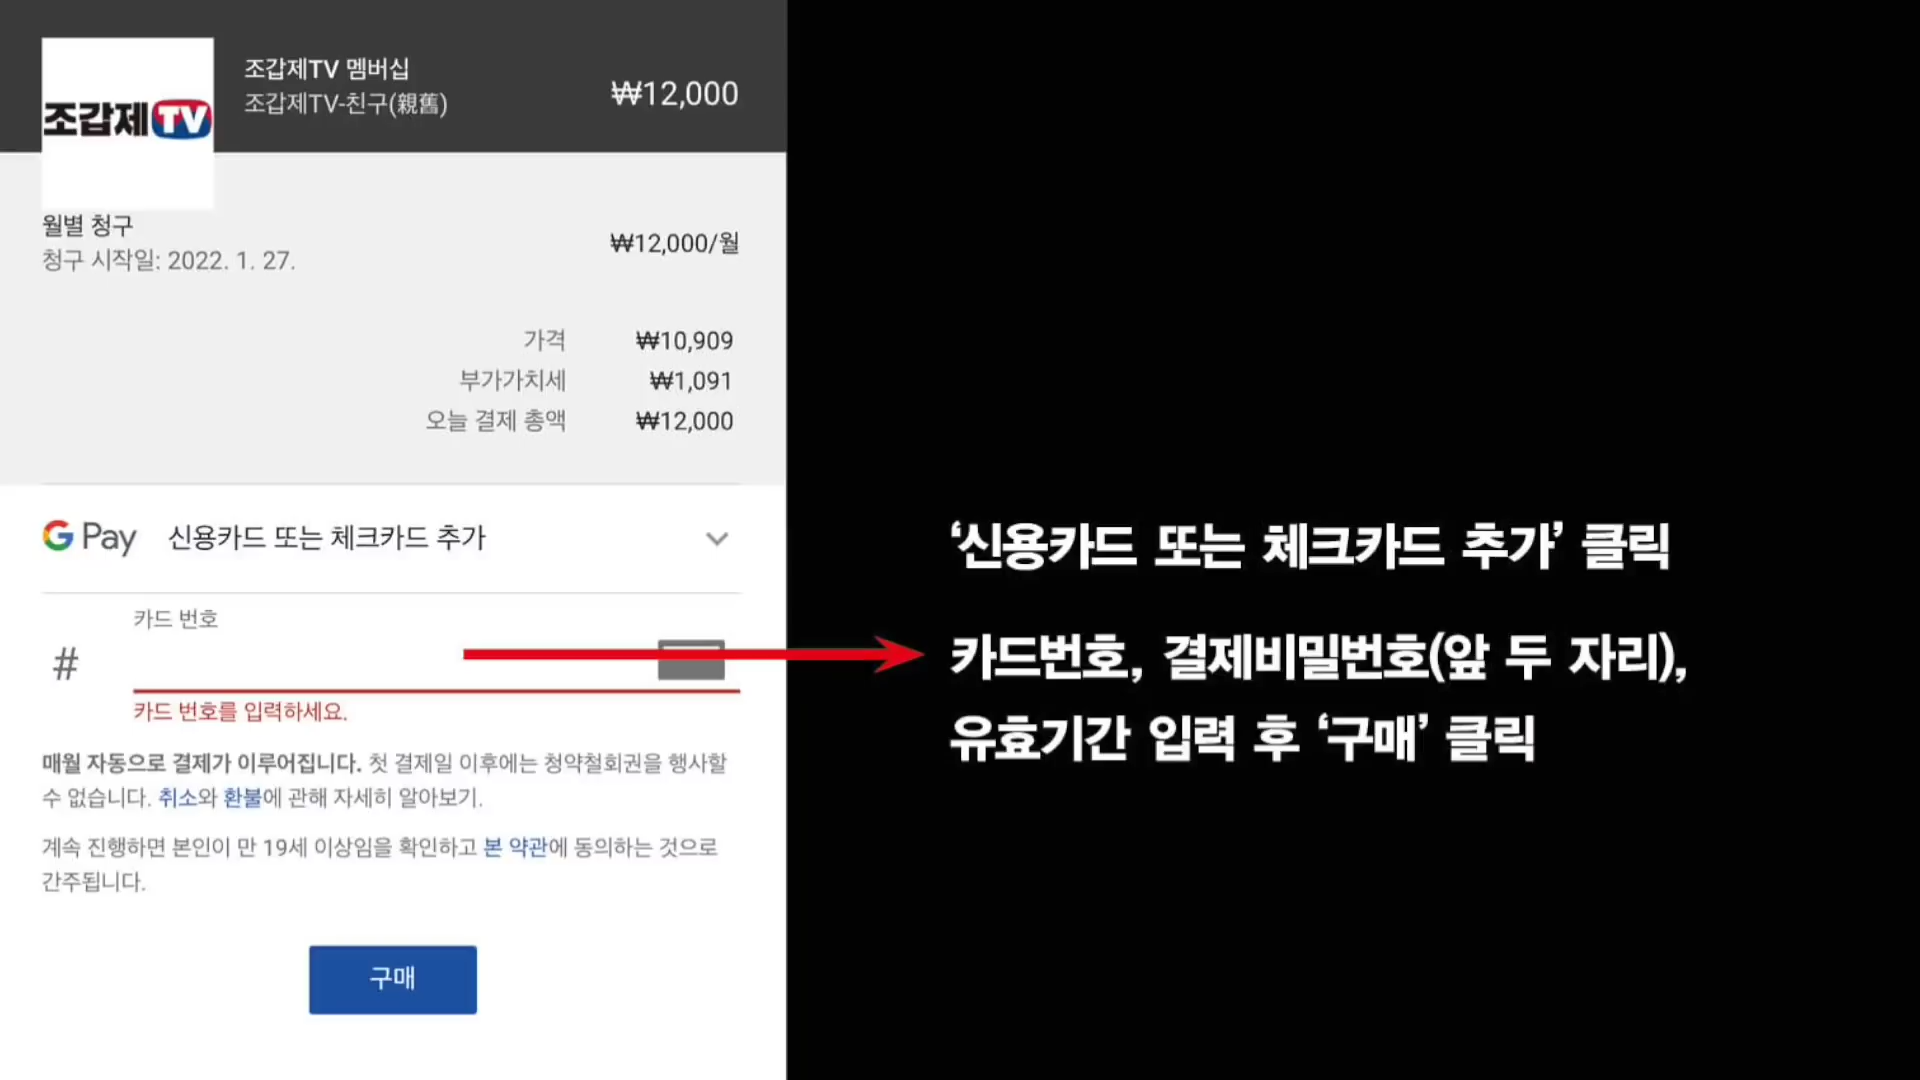 조갑제TV
조갑제TV 멤버십
조갑제TV-친구(親舊)
₩12,000
월별 청구
청구 시작일: 2022. 1. 27.
₩12,000/월
가격 ₩10,909
부가가치세 ₩1,091
오늘 결제 총액 ₩12,000
G Pay 신용카드 또는 체크카드 추가
카드 번호
#
카드 번호를 입력하세요.
매월 자동으로 결제가 이루어집니다. 첫 결제일 이후에는 청약철회권을 행사할
수 없습니다. 취소와 환불에 관해 자세히 알아보기.
계속 진행하면 본인이 만 19세 이상임을 확인하고 본 약관에 동의하는 것으로
간주됩니다.
구매
‘신용카드 또는 체크카드 추가’ 클릭
카드번호, 결제비밀번호(앞 두 자리),
유효기간 입력 후 ‘구매’ 클릭